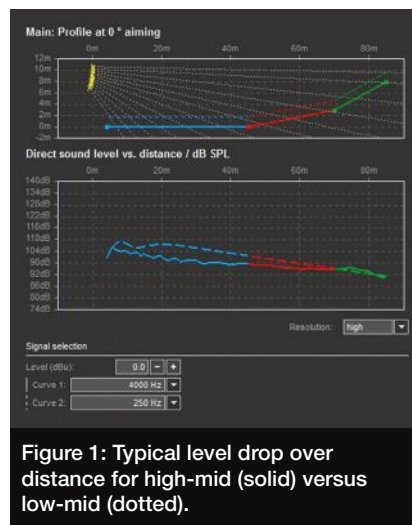 Main: Profile at 0 ° aiming
0m 20m 40m 60m 80m
12m
10m
8m
6m
4m
2m
0m
-2m
Direct sound level vs. distance / dB SPL
0m 20m 40m 60m 80m
140dB
134dB
128dB
122dB
116dB
110dB
104dB
98dB
92dB
86dB
80dB
74dB
Resolution: high
Signal selection
Level (dBu): 0.0 - +
Curve 1: 4000 Hz
Curve 2: 250 Hz
Figure 1: Typical level drop over
distance for high-mid (solid) versus
low-mid (dotted).